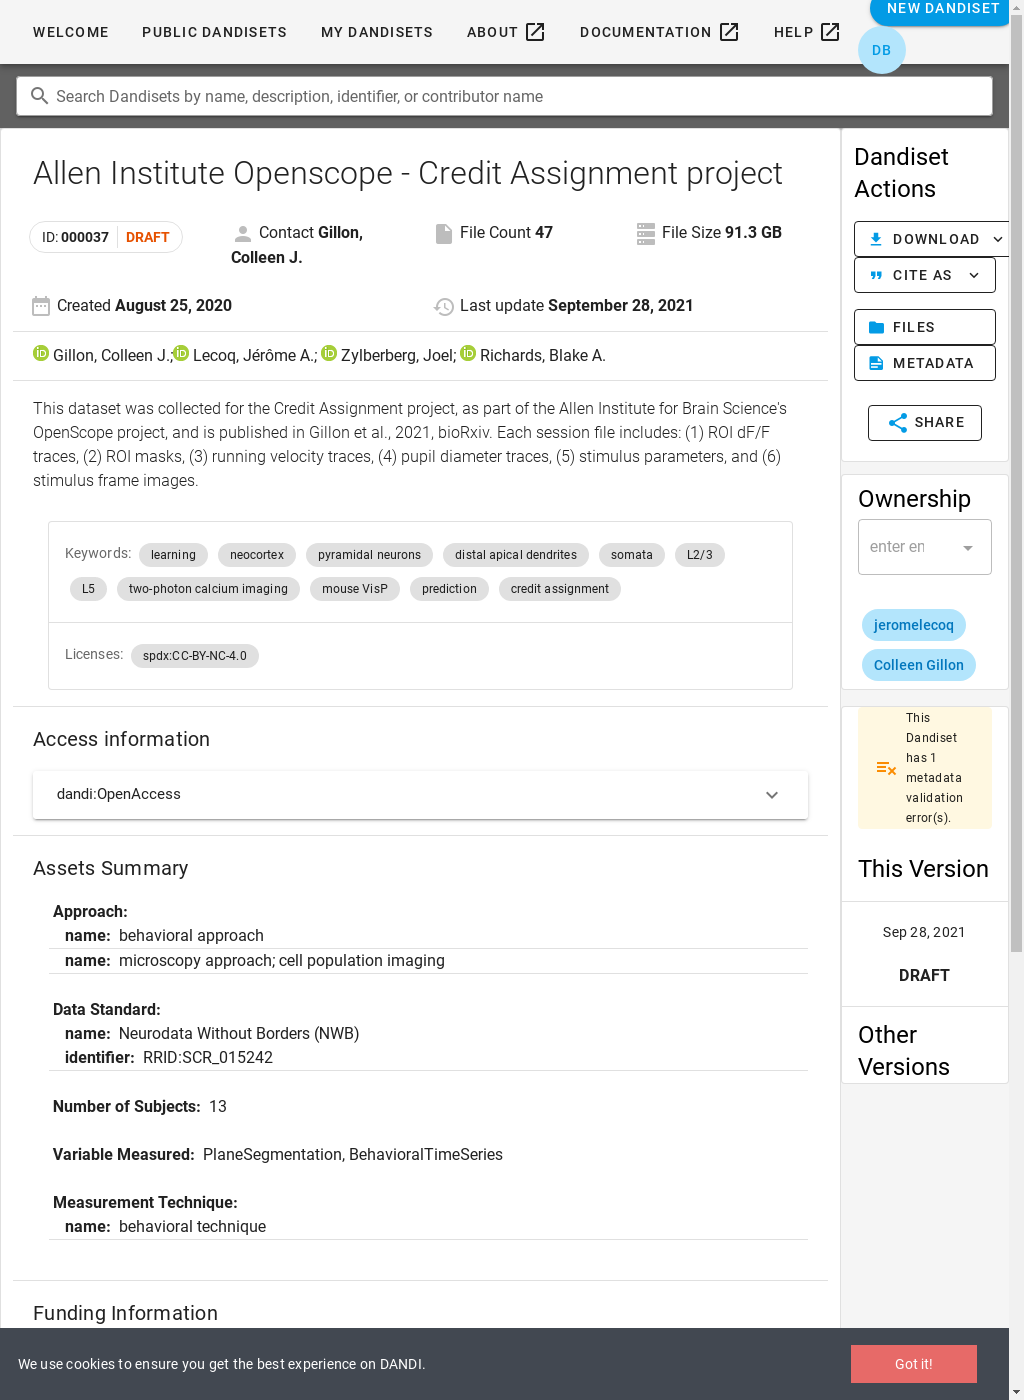 WELCOME PUBLIC DANDISETS MY DANDISETS ABOUT DOCUMENTATION HELP NEW DANDISET
DB
Search Dandisets by name, description, identifier, or contributor name
Allen Institute Openscope - Credit Assignment project
ID: 000037 DRAFT
Contact Gillon,
Colleen J.
File Count 47
File Size 91.3 GB
Created August 25, 2020
Last update September 28, 2021
Gillon, Colleen J.; Lecoq, Jérôme A.; Zylberberg, Joel; Richards, Blake A.
This dataset was collected for the Credit Assignment project, as part of the Allen Institute for Brain Science's
OpenScope project, and is published in Gillon et al., 2021, bioRxiv. Each session file includes: (1) ROI dF/F
traces, (2) ROI masks, (3) running velocity traces, (4) pupil diameter traces, (5) stimulus parameters, and (6)
stimulus frame images.
Keywords: learning neocortex pyramidal neurons distal apical dendrites somata L2/3
L5 two-photon calcium imaging mouse VisP prediction credit assignment
Licenses: spdx:CC-BY-NC-4.0
Access information
dandi:OpenAccess
Assets Summary
Approach:
name: behavioral approach
name: microscopy approach; cell population imaging
Data Standard:
name: Neurodata Without Borders (NWB)
identifier: RRID:SCR_015242
Number of Subjects: 13
Variable Measured: PlaneSegmentation, BehavioralTimeSeries
Measurement Technique:
name: behavioral technique
Funding Information
Dandiset
Actions
DOWNLOAD
CITE AS
FILES
METADATA
SHARE
Ownership
enter en
jeromelecoq
Colleen Gillon
This
Dandiset
has 1
metadata
validation
error(s).
This Version
Sep 28, 2021
DRAFT
Other
Versions
We use cookies to ensure you get the best experience on DANDI.
Got it!